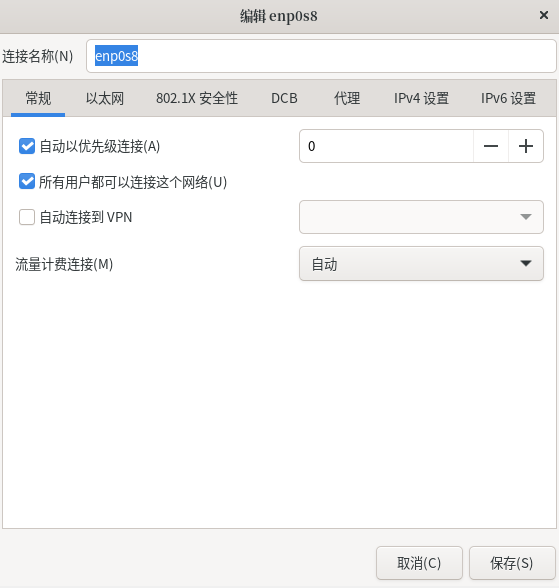 编辑 enp0s8
连接名称(N) enp0s8
常规 以太网 802.1X 安全性 DCB 代理 IPv4 设置 IPv6 设置
自动以优先级连接(A) 0
所有用户都可以连接这个网络(U)
自动连接到 VPN
流量计费连接(M) 自动
取消(C) 保存(S)